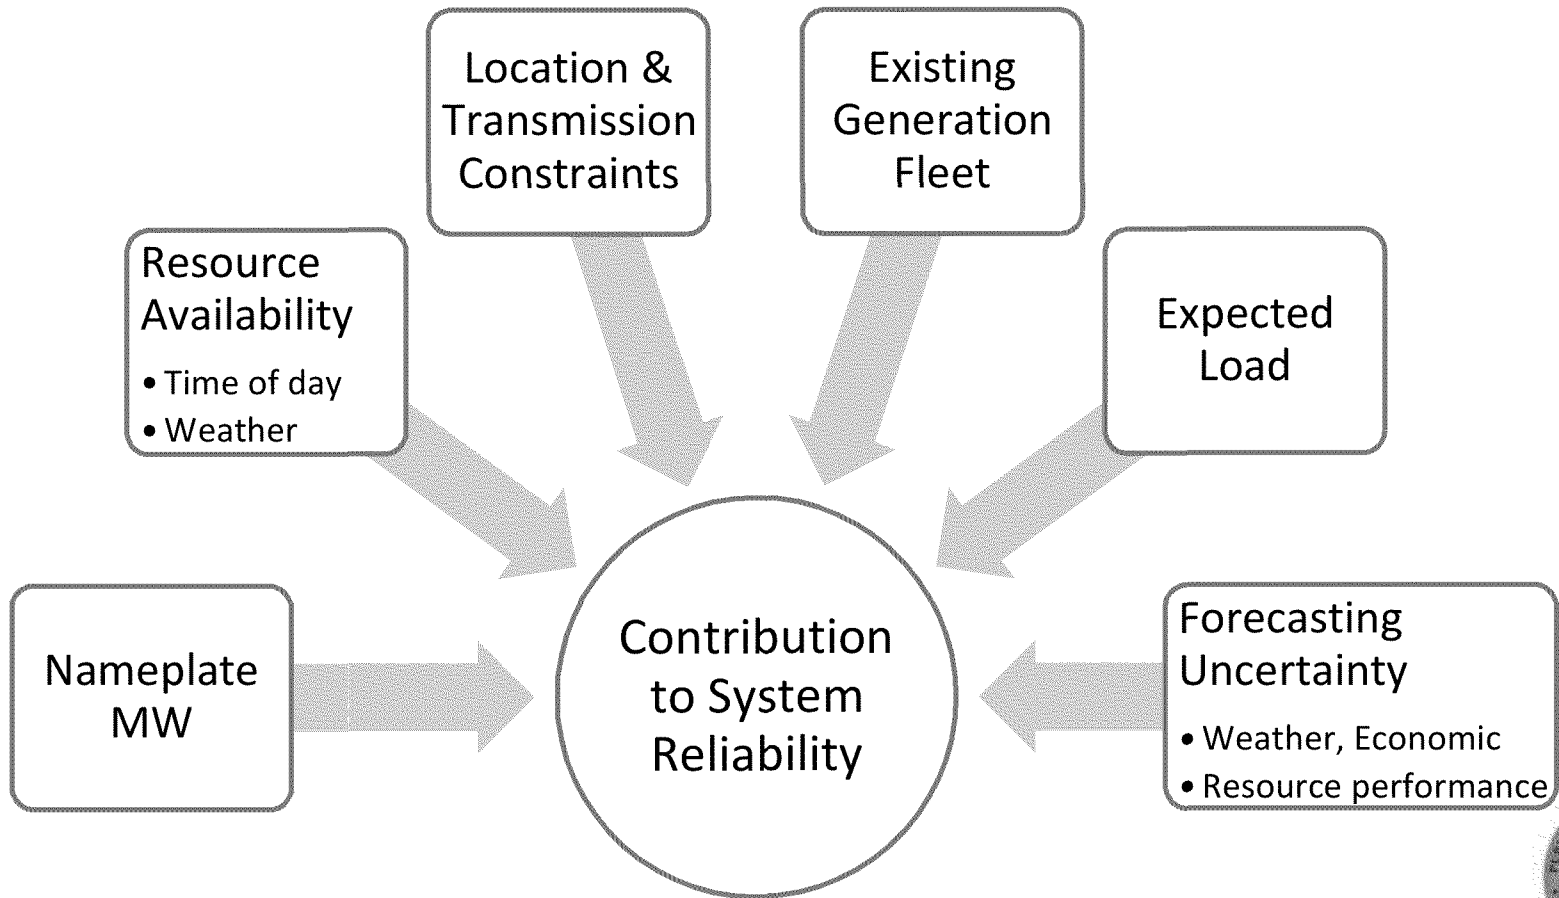 Location &
Transmission
Constraints
Existing
Generation
Fleet
Resource
Availability
• Time of day
• Weather
Expected
Load
Nameplate
MW
Contribution
to System
Reliability
Forecasting
Uncertainty
• Weather, Economic
• Resource performance